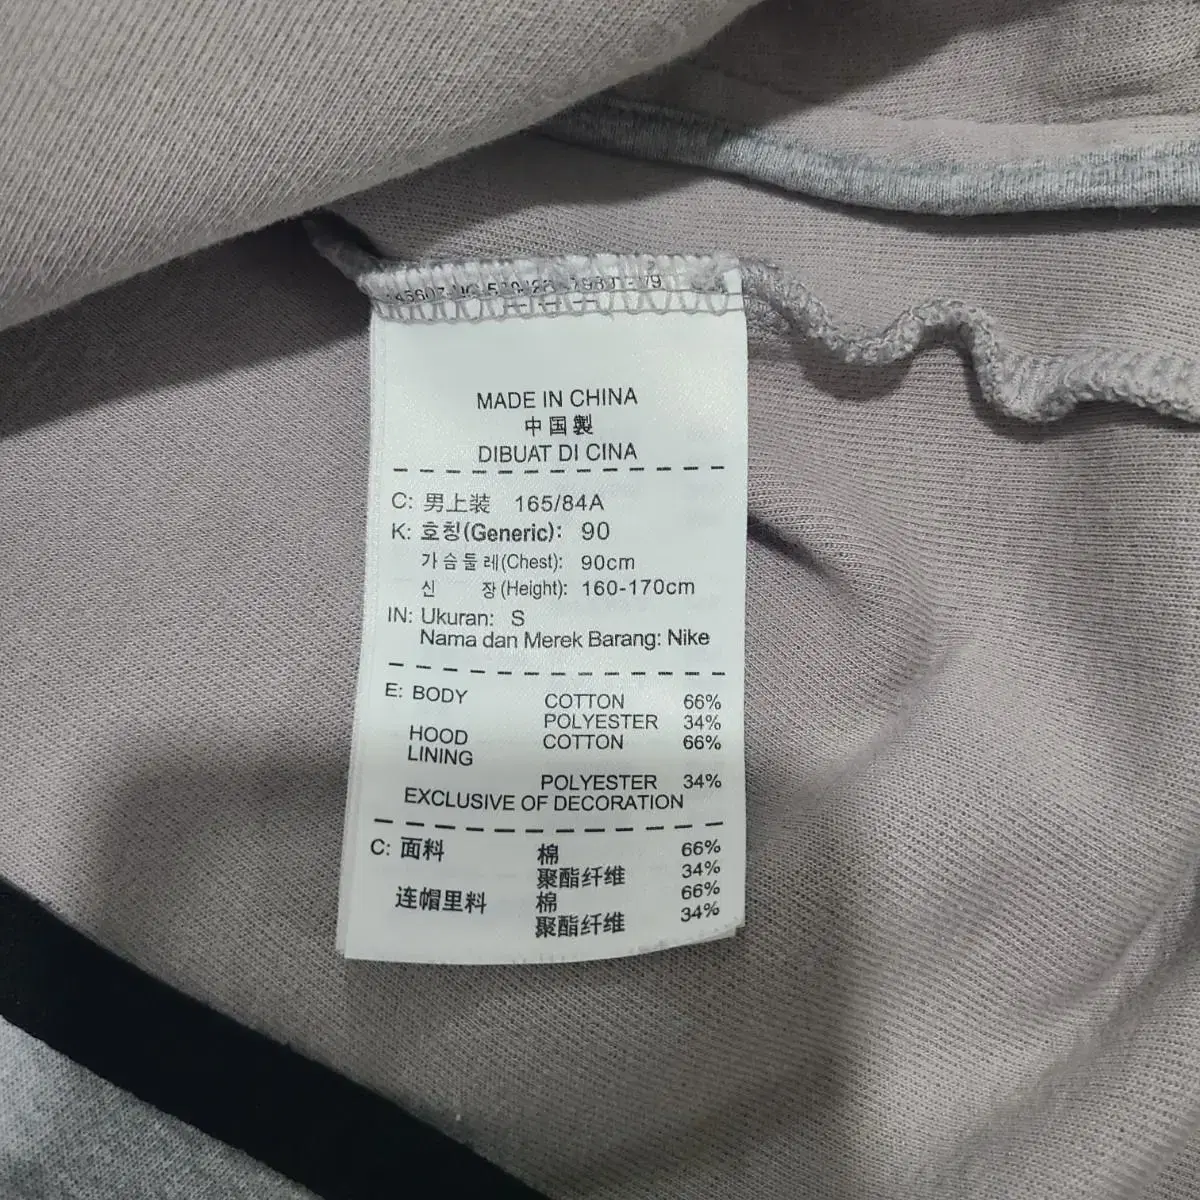 MADE IN CHINA
中国製
DIBUAT DI CINA
C: 男上装 165/84A
K: 호칭(Generic): 90
가슴둘레(Chest): 90cm
신 장(Height): 160-170cm
IN: Ukuran: S
Nama dan Merek Barang: Nike
E: BODY COTTON 66%
POLYESTER 34%
HOOD LINING COTTON 66%
POLYESTER 34%
EXCLUSIVE OF DECORATION
C: 面料 棉 66%
聚酯纤维 34%
连帽里料 棉 66%
聚酯纤维 34%